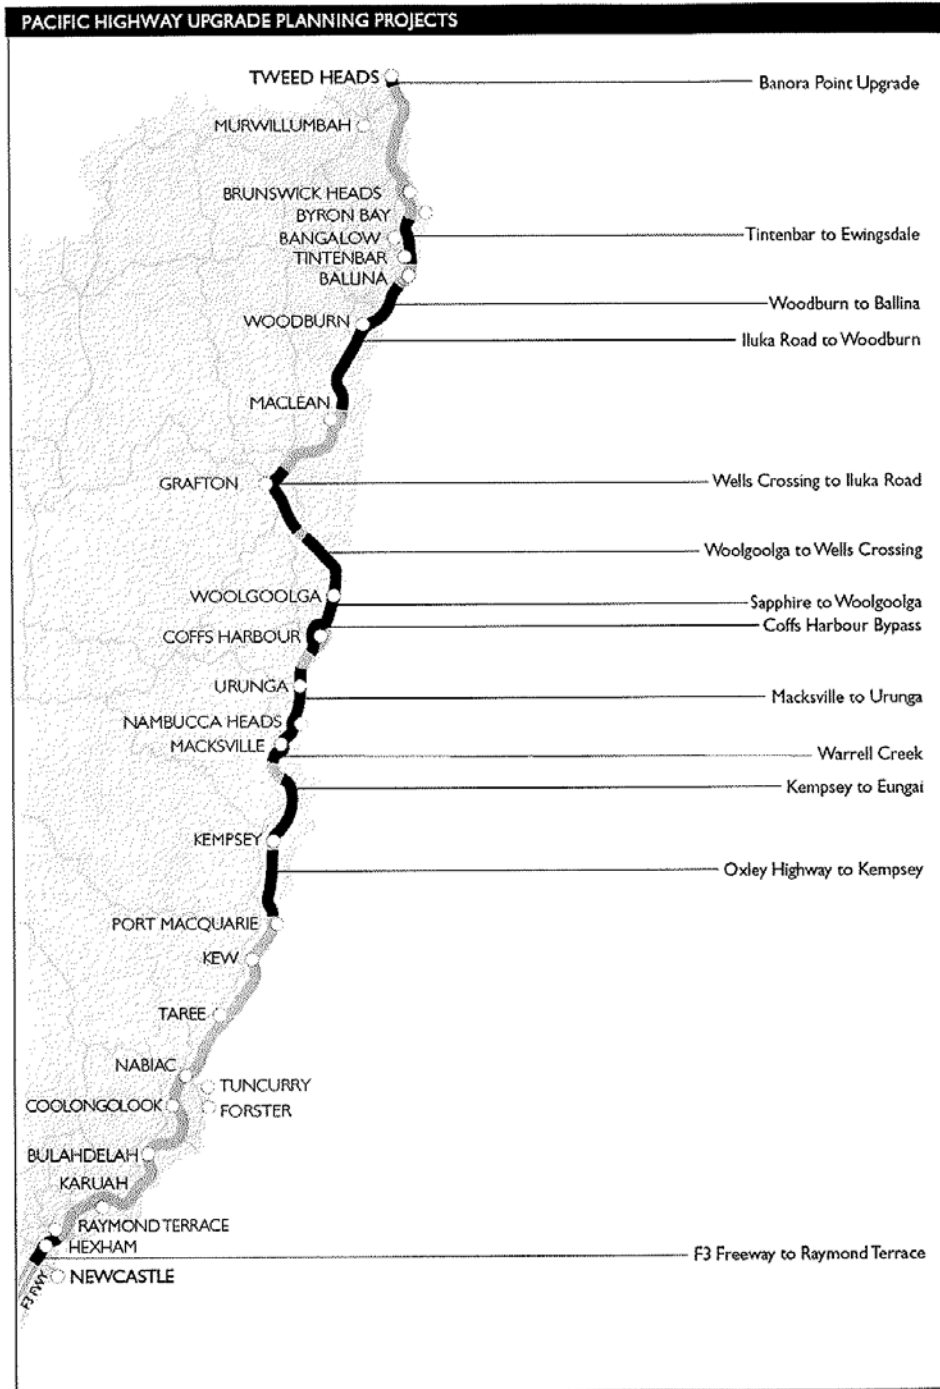 PACIFIC HIGHWAY UPGRADE PLANNING PROJECTS
TWEED HEADS
Banora Point Upgrade
MURWILLUMBAH
BRUNSWICK HEADS
BYRON BAY
BANGALOW
Tintenbar to Ewingsdale
TINTENBAR
BALLINA
Woodburn to Ballina
WOODBURN
Iluka Road to Woodburn
MACLEAN
GRAFTON
Wells Crossing to Iluka Road
Woolgoolga to Wells Crossing
WOOLGOOLGA
Sapphire to Woolgoolga
Coffs Harbour Bypass
COFFS HARBOUR
URUNGA
Macksville to Urunga
NAMBUCCA HEADS
MACKSVILLE
Warrell Creek
Kempsey to Eungai
KEMPSEY
Oxley Highway to Kempsey
PORT MACQUARIE
KEW
TAREE
NABIAC
TUNCURRY
COOLONGOLOOK
FORSTER
BULAHDELAH
KARUAH
RAYMOND TERRACE
HEXHAM
F3 Freeway to Raymond Terrace
NEWCASTLE
F3 FWY